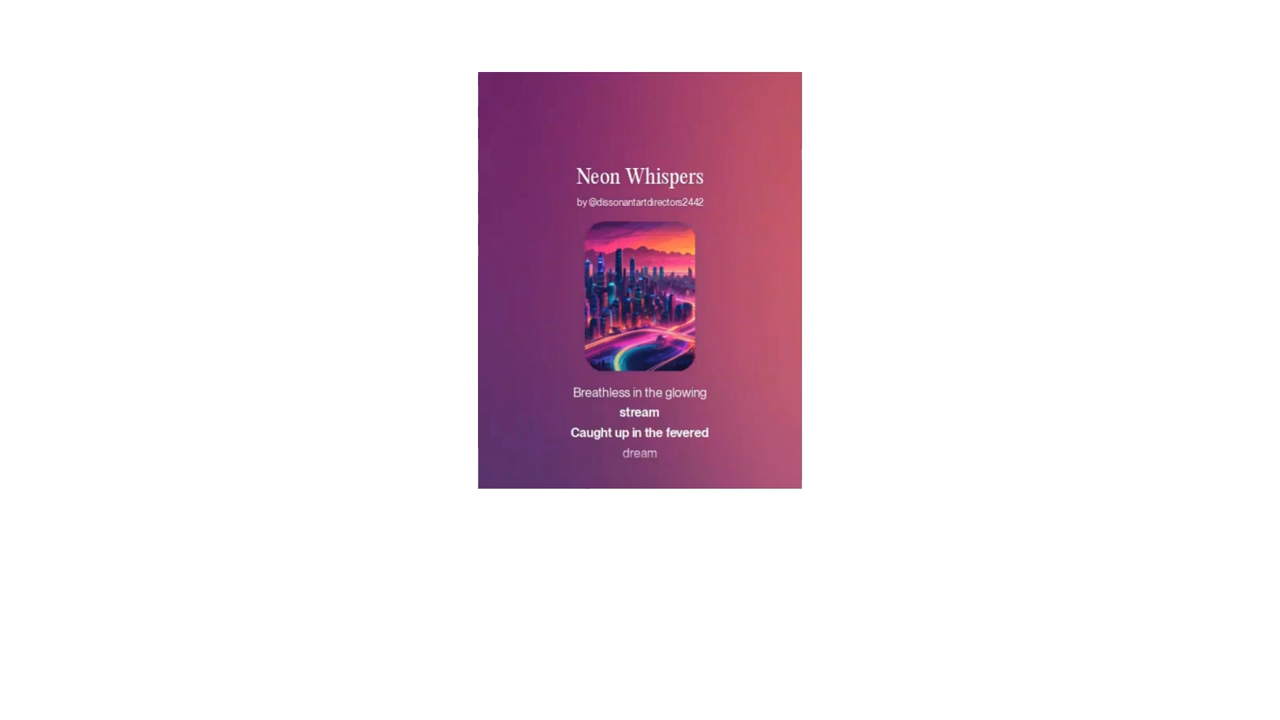 Neon Whispers
by @dissonantartdirectors2442
Breathless in the glowing
stream
Caught up in the fevered
dream